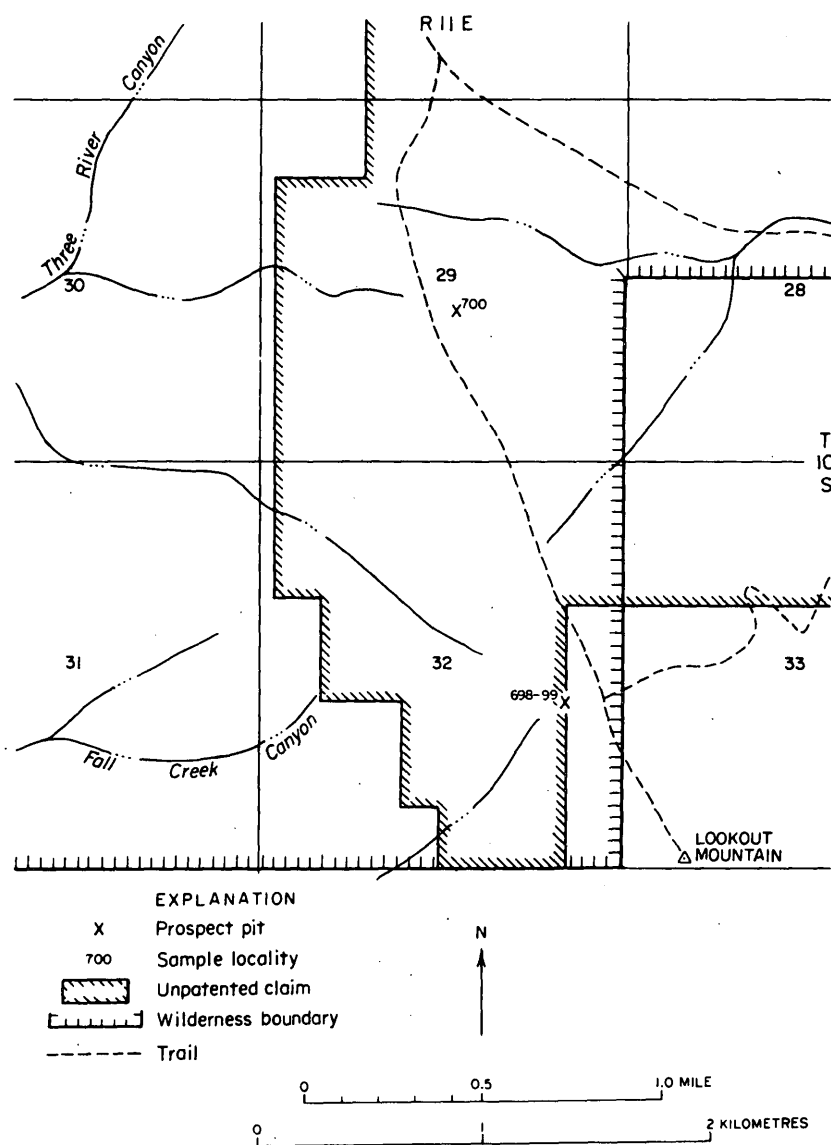 R 11 E
Three River Canyon
30
29
X 700
28
T
10
S
31
32
33
698-99 X
Fall Creek Canyon
LOOKOUT
MOUNTAIN
EXPLANATION
X Prospect pit
700 Sample locality
Unpatented claim
Wilderness boundary
Trail
N
0 0.5 1.0 MILE
0 1 2 KILOMETRES